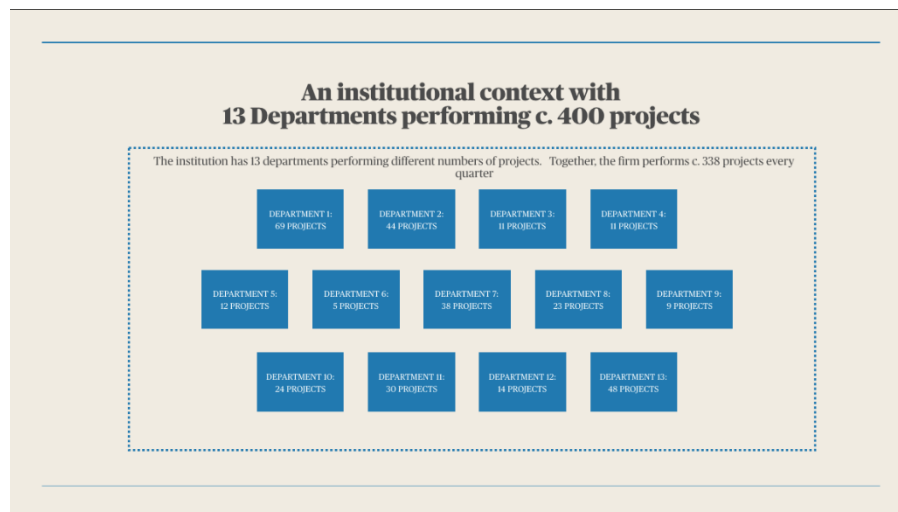 An institutional context with
13 Departments performing c. 400 projects
The institution has 13 departments performing different numbers of projects.   Together, the firm performs c. 338 projects every
quarter
DEPARTMENT 1:
69 PROJECTS
DEPARTMENT 2:
44 PROJECTS
DEPARTMENT 3:
11 PROJECTS
DEPARTMENT 4:
11 PROJECTS
DEPARTMENT 5:
12 PROJECTS
DEPARTMENT 6:
5 PROJECTS
DEPARTMENT 7:
38 PROJECTS
DEPARTMENT 8:
23 PROJECTS
DEPARTMENT 9:
9 PROJECTS
DEPARTMENT 10:
24 PROJECTS
DEPARTMENT 11:
30 PROJECTS
DEPARTMENT 12:
14 PROJECTS
DEPARTMENT 13:
48 PROJECTS